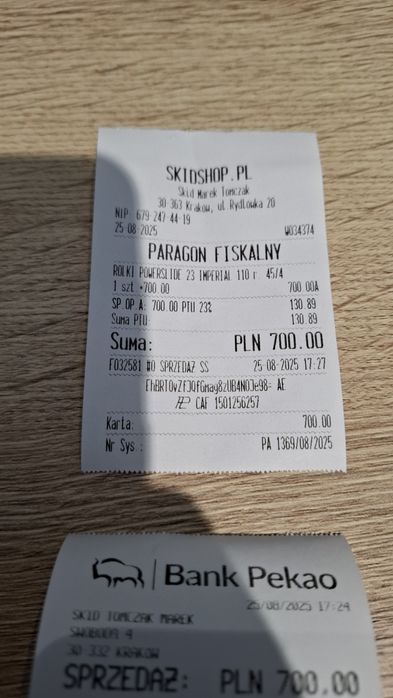 SKIDSHOP.PL
Skid Marek Tomczak
30-363 Kraków, ul. Rydlówka 20
NIP 679-247-44-19
25-08-2025 W034374
PARAGON FISKALNY
ROLKI POWERSLIDE 23 IMPERIAL 110 r. 45/4
1 szt *700.00 700.00A
SP.OP.A: 700.00 PTU 23% 130.89
Suma PTU: 130.89
Suma: PLN 700.00
F032581 #0 SPRZEDAŻ SS 25-08-2025 17:27
AE
CAF 1501256257
Karta: 700.00
Nr Sys.: PA 1369/08/2025
Bank Pekao
25/08/2025 17:24
SKID TOMCZAK MAREK
SWOBODA 4
30-332 KRAKOW
SPRZEDAŻ: PLN 700.00